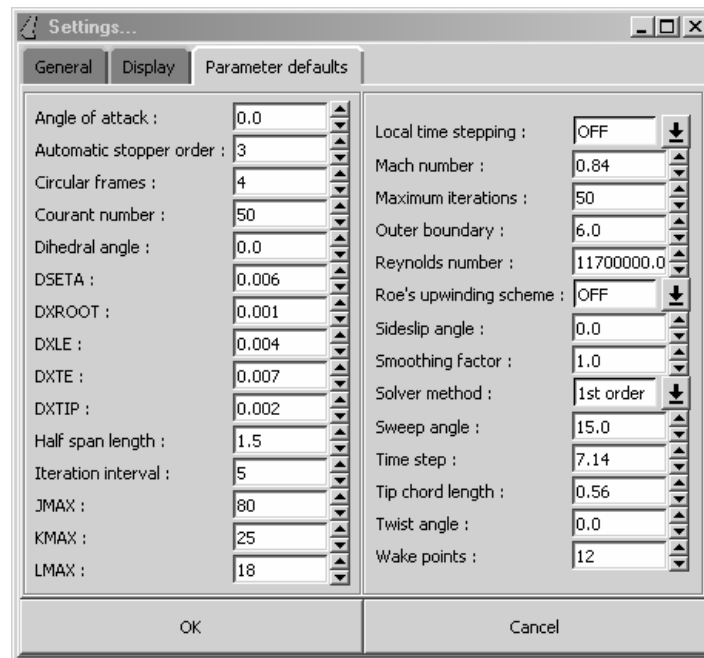 Settings...
General Display Parameter defaults
Angle of attack : 0.0
Automatic stopper order : 3
Circular frames : 4
Courant number : 50
Dihedral angle : 0.0
DSETA : 0.006
DXROOT : 0.001
DXLE : 0.004
DXTE : 0.007
DXTIP : 0.002
Half span length : 1.5
Iteration interval : 5
JMAX : 80
KMAX : 25
LMAX : 18
Local time stepping : OFF
Mach number : 0.84
Maximum iterations : 50
Outer boundary : 6.0
Reynolds number : 11700000.0
Roe's upwinding scheme : OFF
Sideslip angle : 0.0
Smoothing factor : 1.0
Solver method : 1st order
Sweep angle : 15.0
Time step : 7.14
Tip chord length : 0.56
Twist angle : 0.0
Wake points : 12
OK Cancel